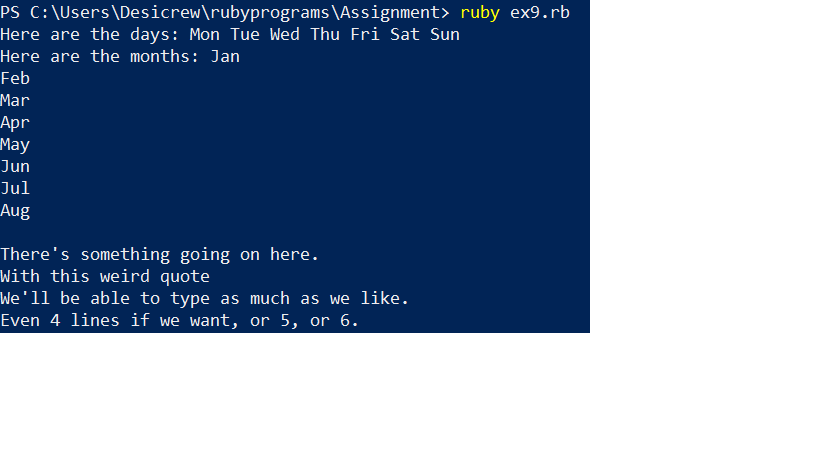 PS C:\Users\Desicrew\rubyprograms\Assignment> ruby ex9.rb
Here are the days: Mon Tue Wed Thu Fri Sat Sun
Here are the months: Jan
Feb
Mar
Apr
May
Jun
Jul
Aug
There's something going on here.
With this weird quote
We'll be able to type as much as we like.
Even 4 lines if we want, or 5, or 6.